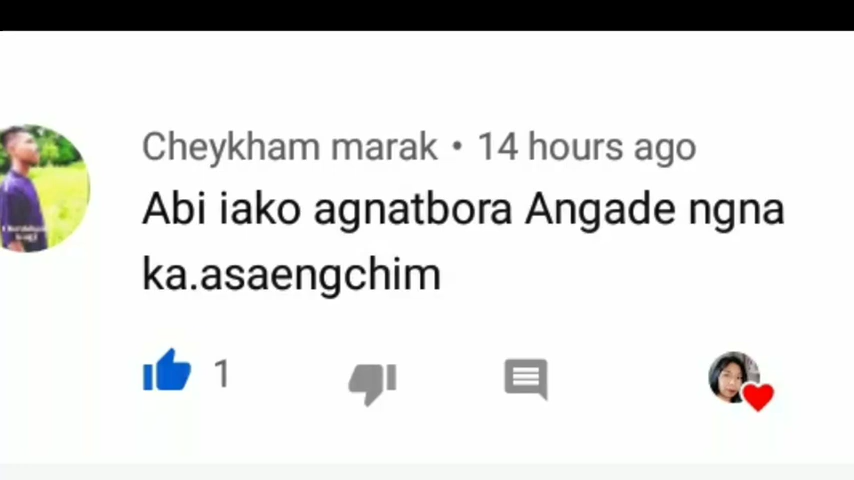 Cheykham marak • 14 hours ago
Abi iako agnatbora Angade ngna
ka.asaengchim
1